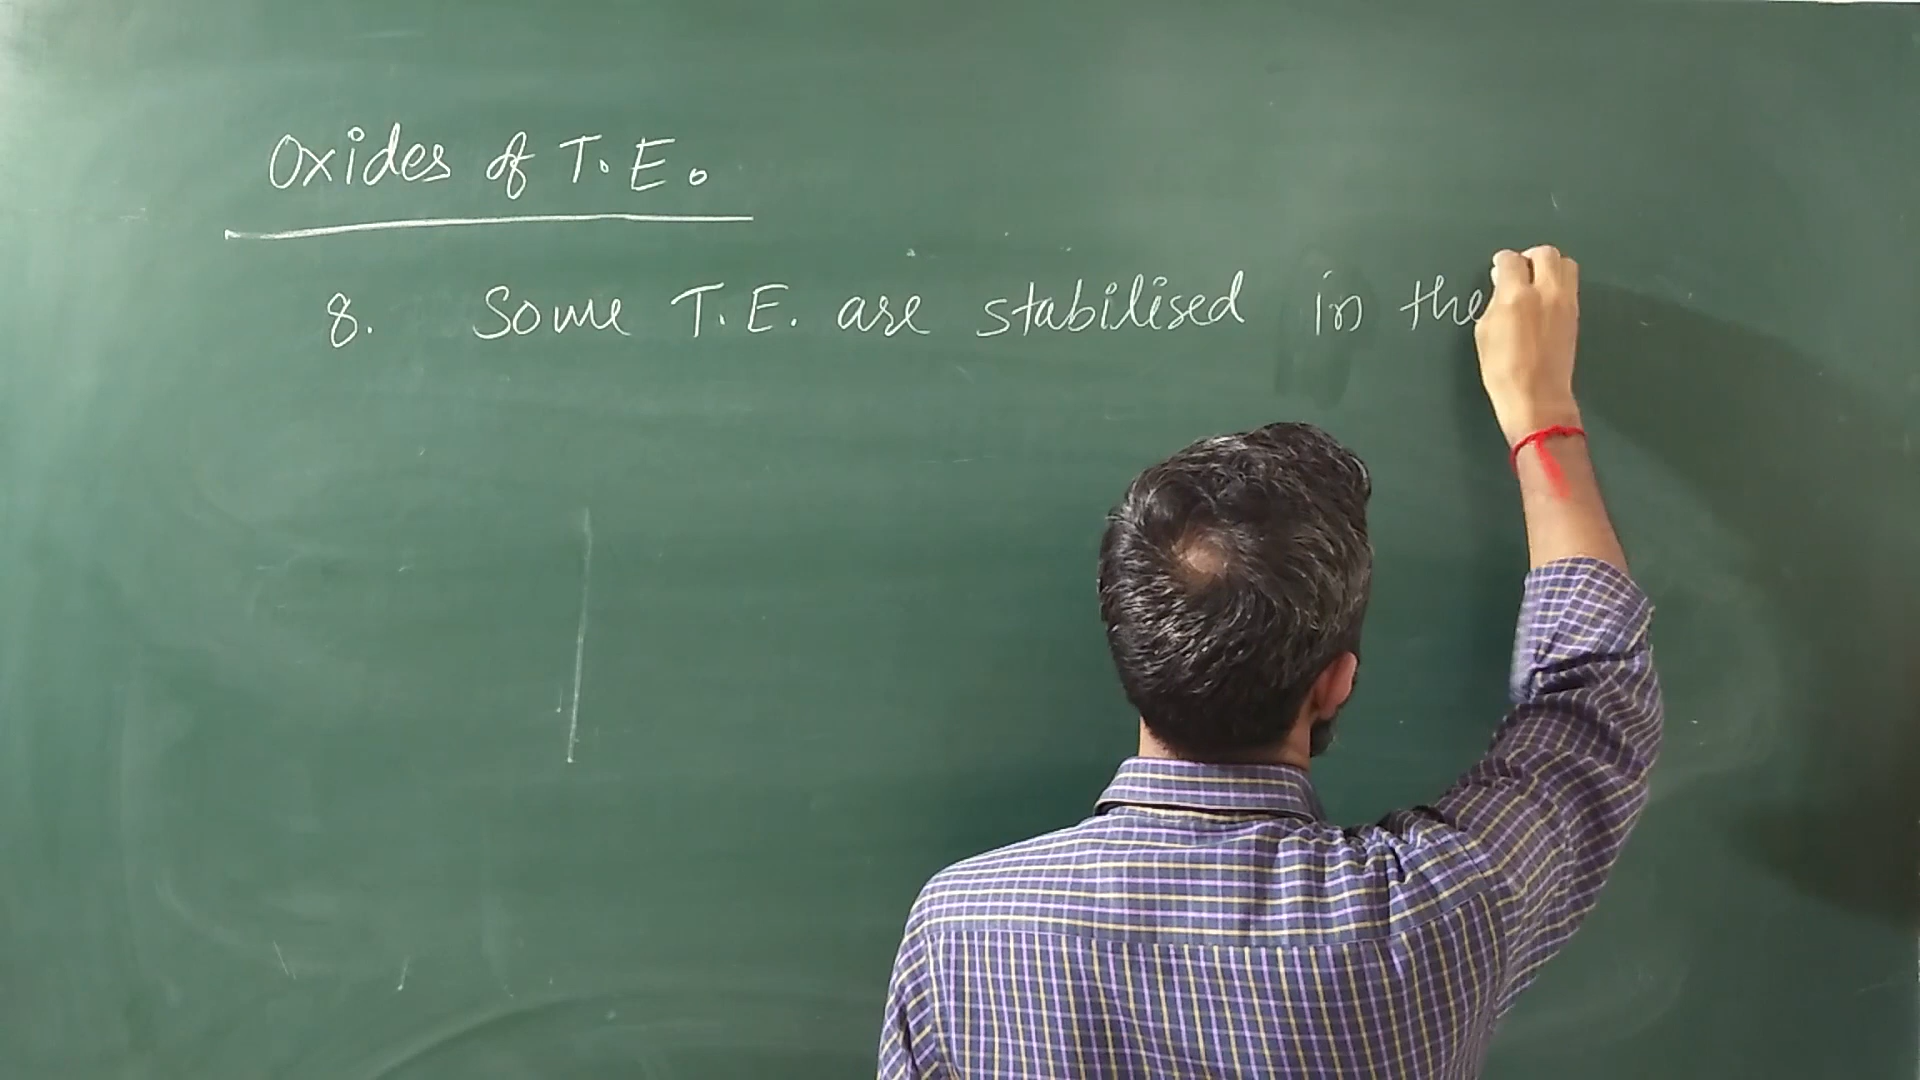 Oxides of T.E.
8. Some T.E. are stabilised in the